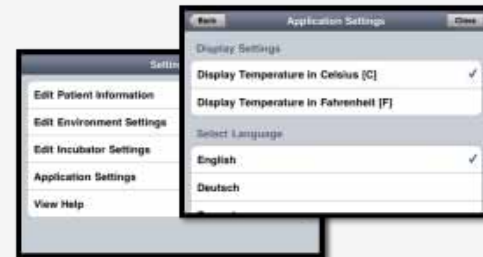 Settin
Edit Patient Information
Edit Environment Settings
Edit Incubator Settings
Application Settings
View Help
Back
Application Settings
Close
Display Settings
Display Temperature in Celsius [C]
Display Temperature in Fahrenheit [F]
Select Language
English
Deutsch